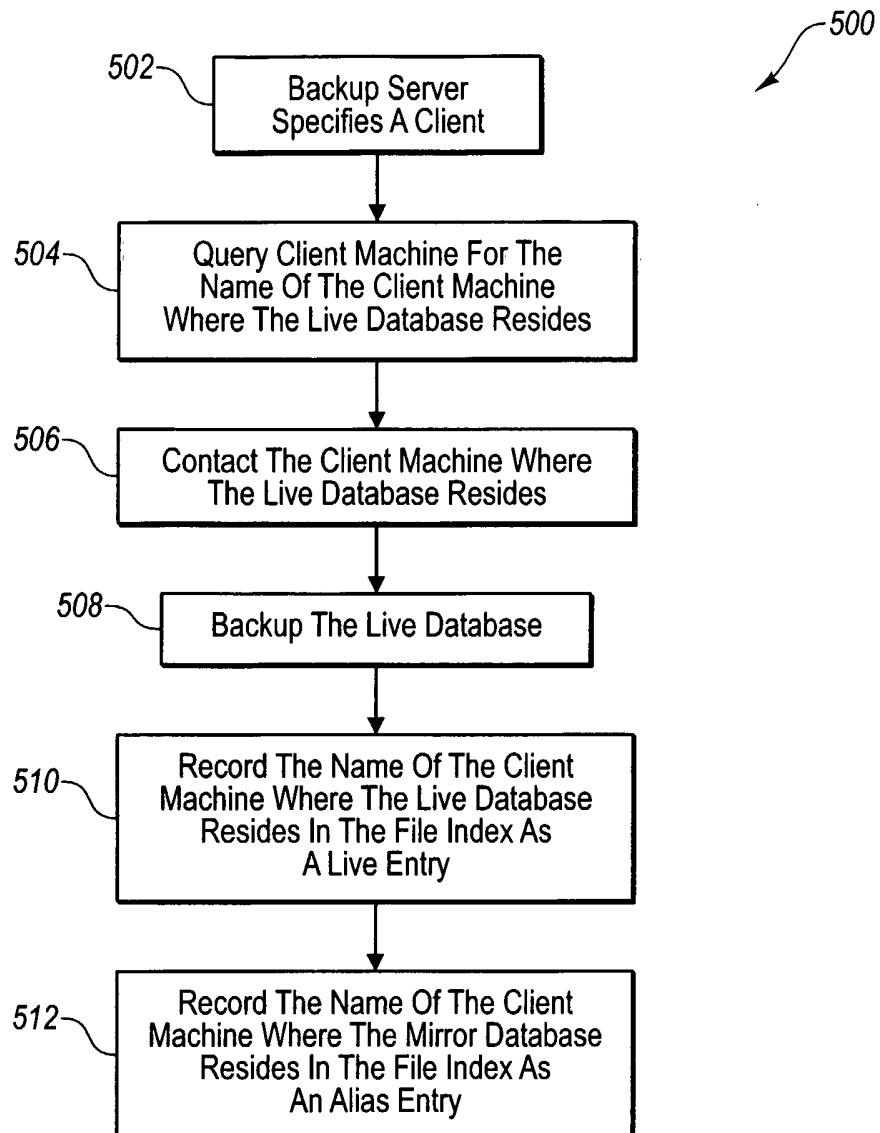 500
502
Backup Server
Specifies A Client
504
Query Client Machine For The
Name Of The Client Machine
Where The Live Database Resides
506
Contact The Client Machine Where
The Live Database Resides
508
Backup The Live Database
510
Record The Name Of The Client
Machine Where The Live Database
Resides In The File Index As
A Live Entry
512
Record The Name Of The Client
Machine Where The Mirror Database
Resides In The File Index As
An Alias Entry